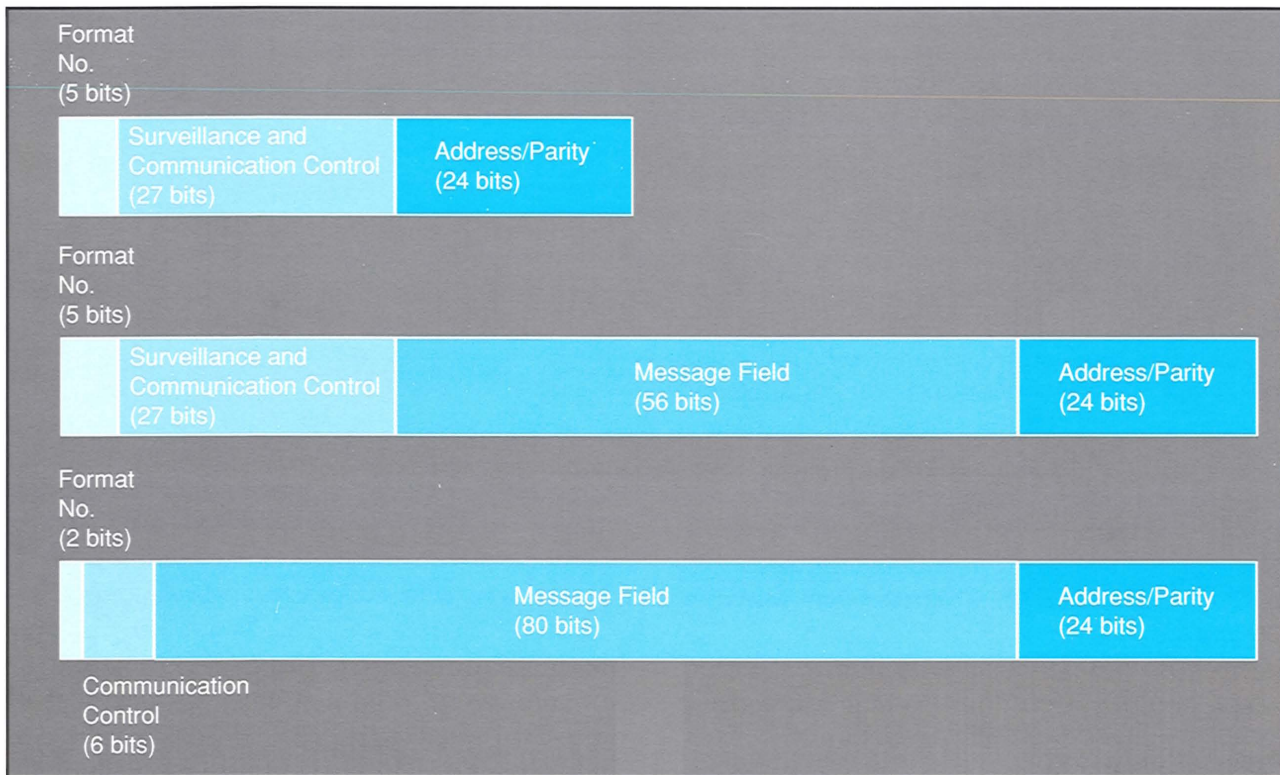 Format
No.
(5 bits)
Surveillance and
Communication Control
(27 bits)
Address/Parity
(24 bits)
Format
No.
(5 bits)
Surveillance and
Communication Control
(27 bits)
Message Field
(56 bits)
Address/Parity
(24 bits)
Format
No.
(2 bits)
Message Field
(80 bits)
Address/Parity
(24 bits)
Communication
Control
(6 bits)